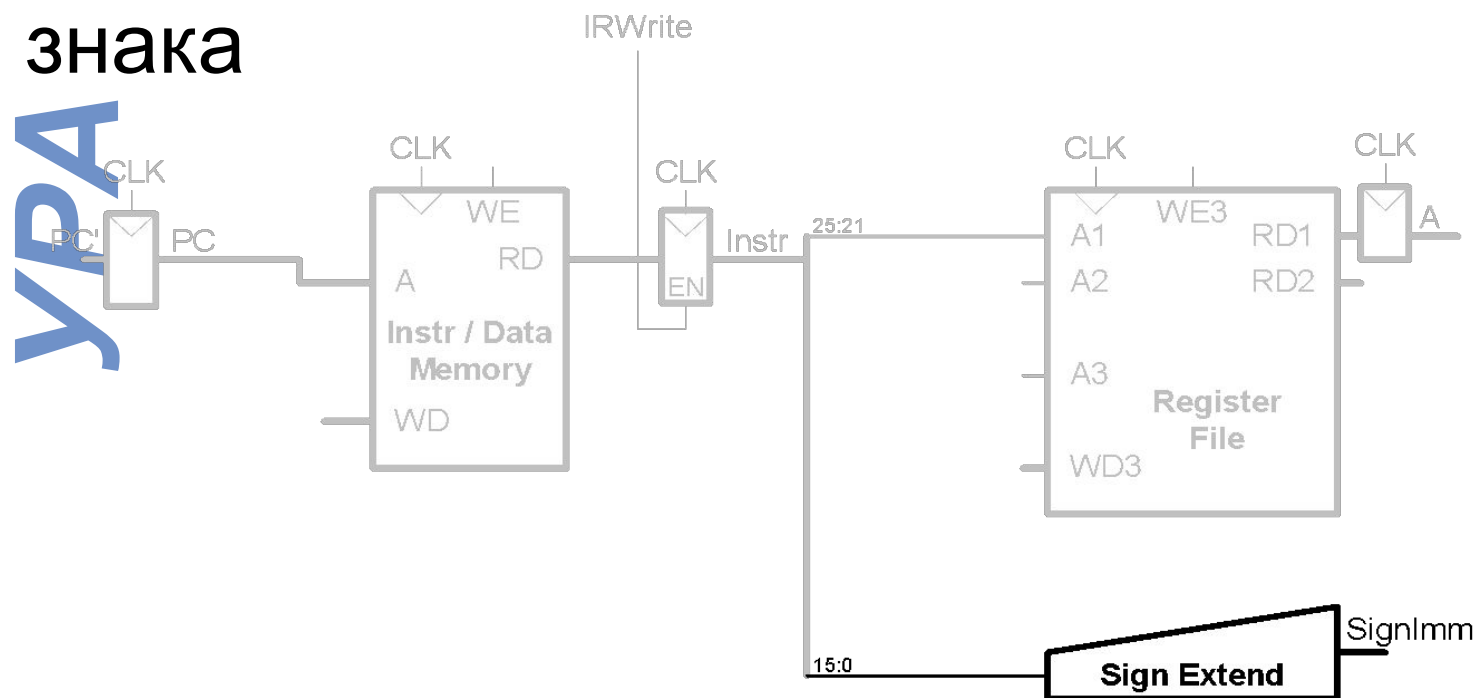 знака
УРА
IRWrite
CLK
CLK
CLK
CLK
CLK
PC'
PC
WE
RD
A
Instr / Data
Memory
WD
EN
Instr
25:21
WE3
A1
RD1
A
A2
RD2
A3
Register
File
WD3
15:0
Sign Extend
SignImm